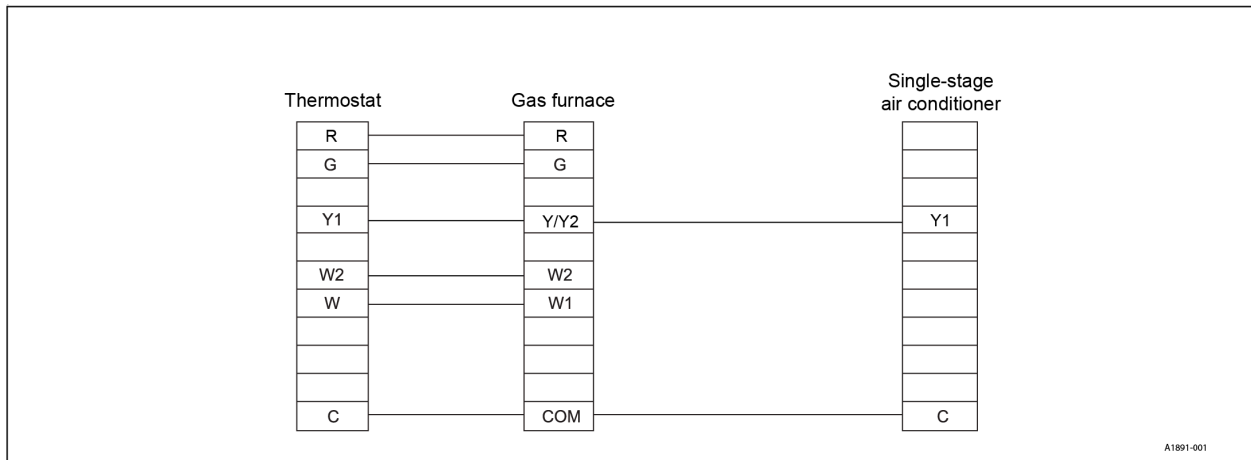 Thermostat
Gas furnace
Single-stage
air conditioner
R
R
G
G
Y1
Y/Y2
Y1
W2
W2
W
W1
C
COM
C
A1891-001